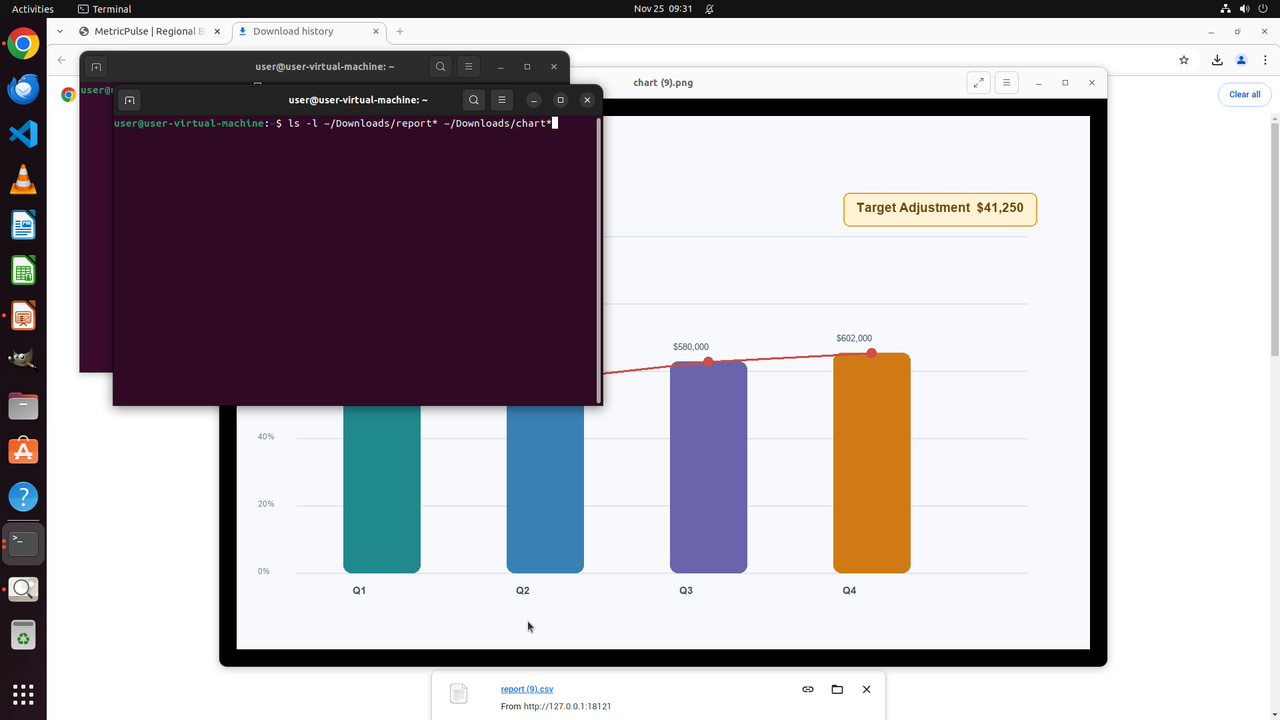 Activities
Terminal
Nov 25 09:31
MetricPulse | Regional B
Download history
user@user-virtual-machine: ~
chart (9).png
Clear all
user@
user@user-virtual-machine: ~
user@user-virtual-machine:~$ ls -l ~/Downloads/report* ~/Downloads/chart*
Target Adjustment $41,250
$580,000
$602,000
40%
20%
0%
Q1
Q2
Q3
Q4
report (9).csv
From http://127.0.0.1:18121